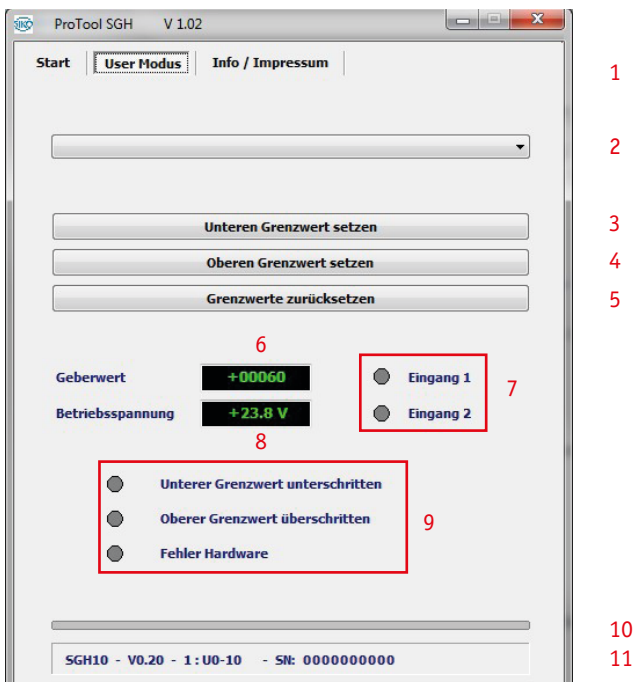 SIKO ProTool SGH V 1.02
Start User Modus Info / Impressum 1
2
Unteren Grenzwert setzen 3
Oberen Grenzwert setzen 4
Grenzwerte zurücksetzen 5
6
Geberwert +00060 Eingang 1
7
Betriebsspannung +23.8 V Eingang 2
8
Unterer Grenzwert unterschritten
Oberer Grenzwert überschritten 9
Fehler Hardware
10
SGH10 - V0.20 - 1:U0-10 - SN: 0000000000 11